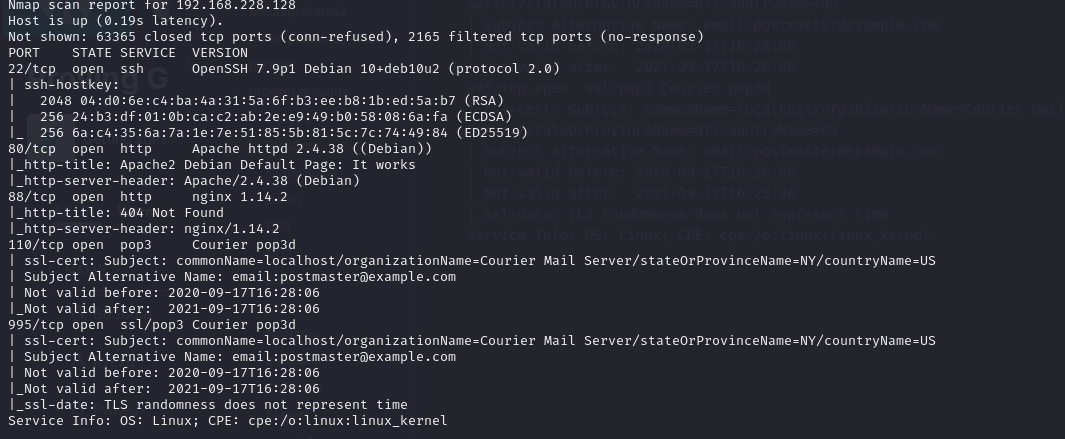 Nmap scan report for 192.168.228.128
Host is up (0.19s latency).
Not shown: 63365 closed tcp ports (conn-refused), 2165 filtered tcp ports (no-response)
PORT    STATE SERVICE  VERSION
22/tcp  open  ssh      OpenSSH 7.9p1 Debian 10+deb10u2 (protocol 2.0)
| ssh-hostkey:
|   2048 04:d0:6e:c4:ba:4a:31:5a:6f:b3:ee:b8:1b:ed:5a:b7 (RSA)
|   256 24:b3:df:01:0b:ca:c2:ab:2e:e9:49:b0:58:08:6a:fa (ECDSA)
|_  256 6a:c4:35:6a:7a:1e:7e:51:85:5b:81:5c:7c:74:49:84 (ED25519)
80/tcp  open  http     Apache httpd 2.4.38 ((Debian))
|_http-title: Apache2 Debian Default Page: It works
|_http-server-header: Apache/2.4.38 (Debian)
88/tcp  open  http     nginx 1.14.2
|_http-title: 404 Not Found
|_http-server-header: nginx/1.14.2
110/tcp open  pop3     Courier pop3d
| ssl-cert: Subject: commonName=localhost/organizationName=Courier Mail Server/stateOrProvinceName=NY/countryName=US
| Subject Alternative Name: email:postmaster@example.com
| Not valid before: 2020-09-17T16:28:06
|_Not valid after:  2021-09-17T16:28:06
995/tcp open  ssl/pop3 Courier pop3d
| ssl-cert: Subject: commonName=localhost/organizationName=Courier Mail Server/stateOrProvinceName=NY/countryName=US
| Subject Alternative Name: email:postmaster@example.com
| Not valid before: 2020-09-17T16:28:06
|_Not valid after:  2021-09-17T16:28:06
|_ssl-date: TLS randomness does not represent time
Service Info: OS: Linux; CPE: cpe:/o:linux:linux_kernel